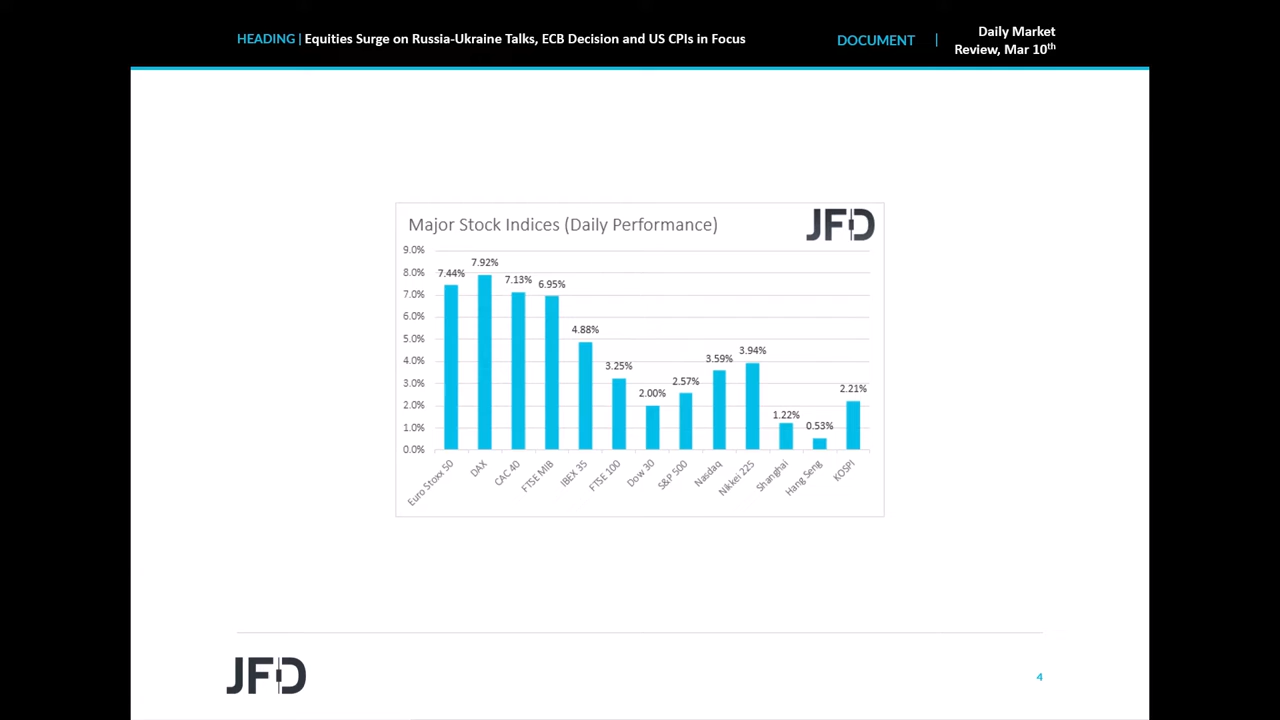 HEADING | Equities Surge on Russia-Ukraine Talks, ECB Decision and US CPIs in Focus
DOCUMENT |
Daily Market
Review, Mar 10th
Major Stock Indices (Daily Performance)
JFD
9.0%
8.0%
7.0%
6.0%
5.0%
4.0%
3.0%
2.0%
1.0%
0.0%
7.44%
7.92%
7.13%
6.95%
4.88%
3.25%
2.00%
2.57%
3.59%
3.94%
1.22%
0.53%
2.21%
Euro Stoxx 50
DAX
CAC 40
FTSE MIB
IBEX 35
FTSE 100
Dow 30
S&P 500
Nasdaq
Nikkei 225
Shanghai
Hang Seng
KOSPI
JFD
4